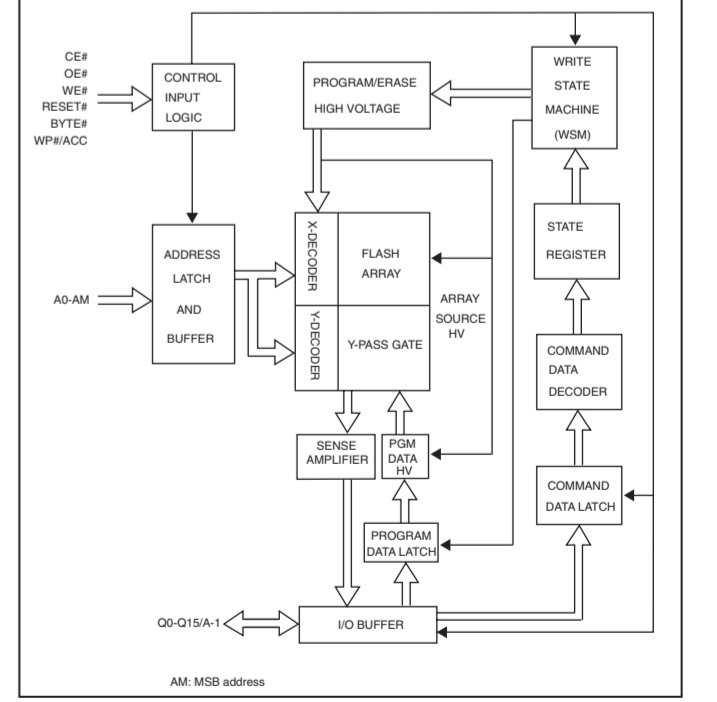 CE#
OE#
WE#
RESET#
BYTE#
WP#/ACC
CONTROL
INPUT
LOGIC
PROGRAM/ERASE
HIGH VOLTAGE
WRITE
STATE
MACHINE
(WSM)
A0-AM
ADDRESS
LATCH
AND
BUFFER
X-DECODER
FLASH
ARRAY
Y-DECODER
Y-PASS GATE
ARRAY
SOURCE
HV
STATE
REGISTER
COMMAND
DATA
DECODER
SENSE
AMPLIFIER
PGM
DATA
HV
COMMAND
DATA LATCH
PROGRAM
DATA LATCH
Q0-Q15/A-1
I/O BUFFER
AM: MSB address